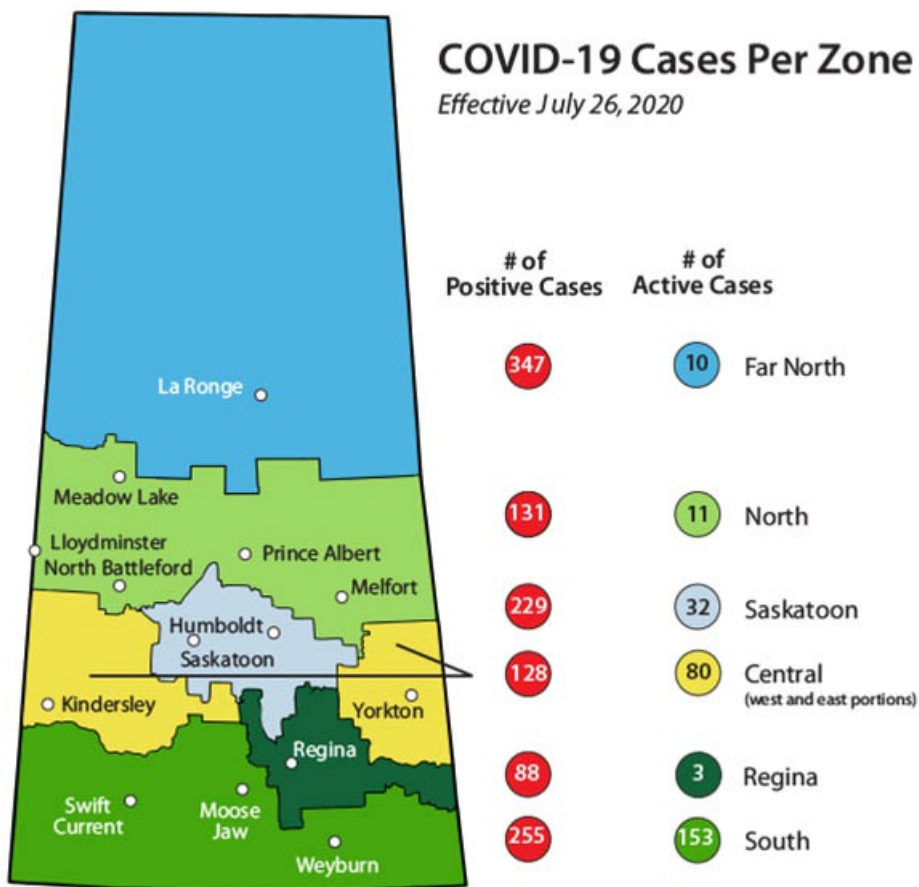 COVID-19 Cases Per Zone
Effective July 26, 2020
# of
Positive Cases
# of
Active Cases
347
10
Far North
131
11
North
229
32
Saskatoon
128
80
Central
(west and east portions)
88
3
Regina
255
153
South
La Ronge
Meadow Lake
Lloydminster
North Battleford
Prince Albert
Melfort
Humboldt
Saskatoon
Kindersley
Yorkton
Regina
Swift
Current
Moose
Jaw
Weyburn